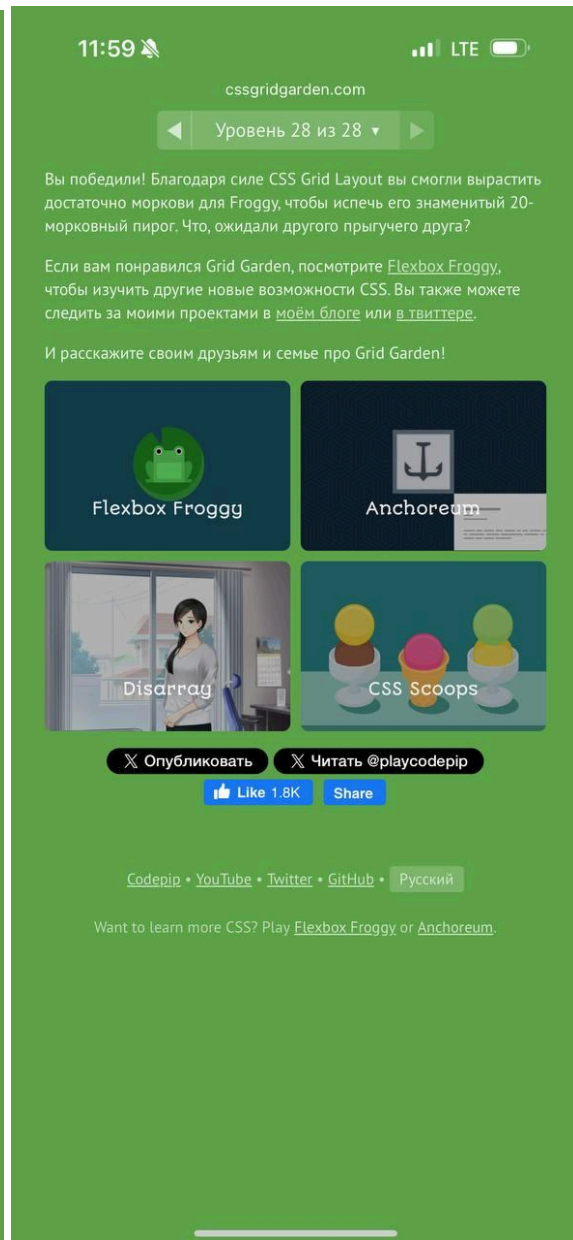 11:59
LTE
cssgridgarden.com
Уровень 28 из 28 ▼
Вы победили! Благодаря силе CSS Grid Layout вы смогли вырастить
достаточно моркови для Froggy, чтобы испечь его знаменитый 20-
морковный пирог. Что, ожидали другого прыгучего друга?
Если вам понравился Grid Garden, посмотрите Flexbox Froggy,
чтобы изучить другие новые возможности CSS. Вы также можете
следить за моими проектами в моём блоге или в твиттере.
И расскажите своим друзьям и семье про Grid Garden!
Flexbox Froggy
Anchoreum
Disarray
CSS Scoops
X Опубликовать
X Читать @playcodepip
Like 1.8K
Share
Codepip • YouTube • Twitter • GitHub • Русский
Want to learn more CSS? Play Flexbox Froggy or Anchoreum.